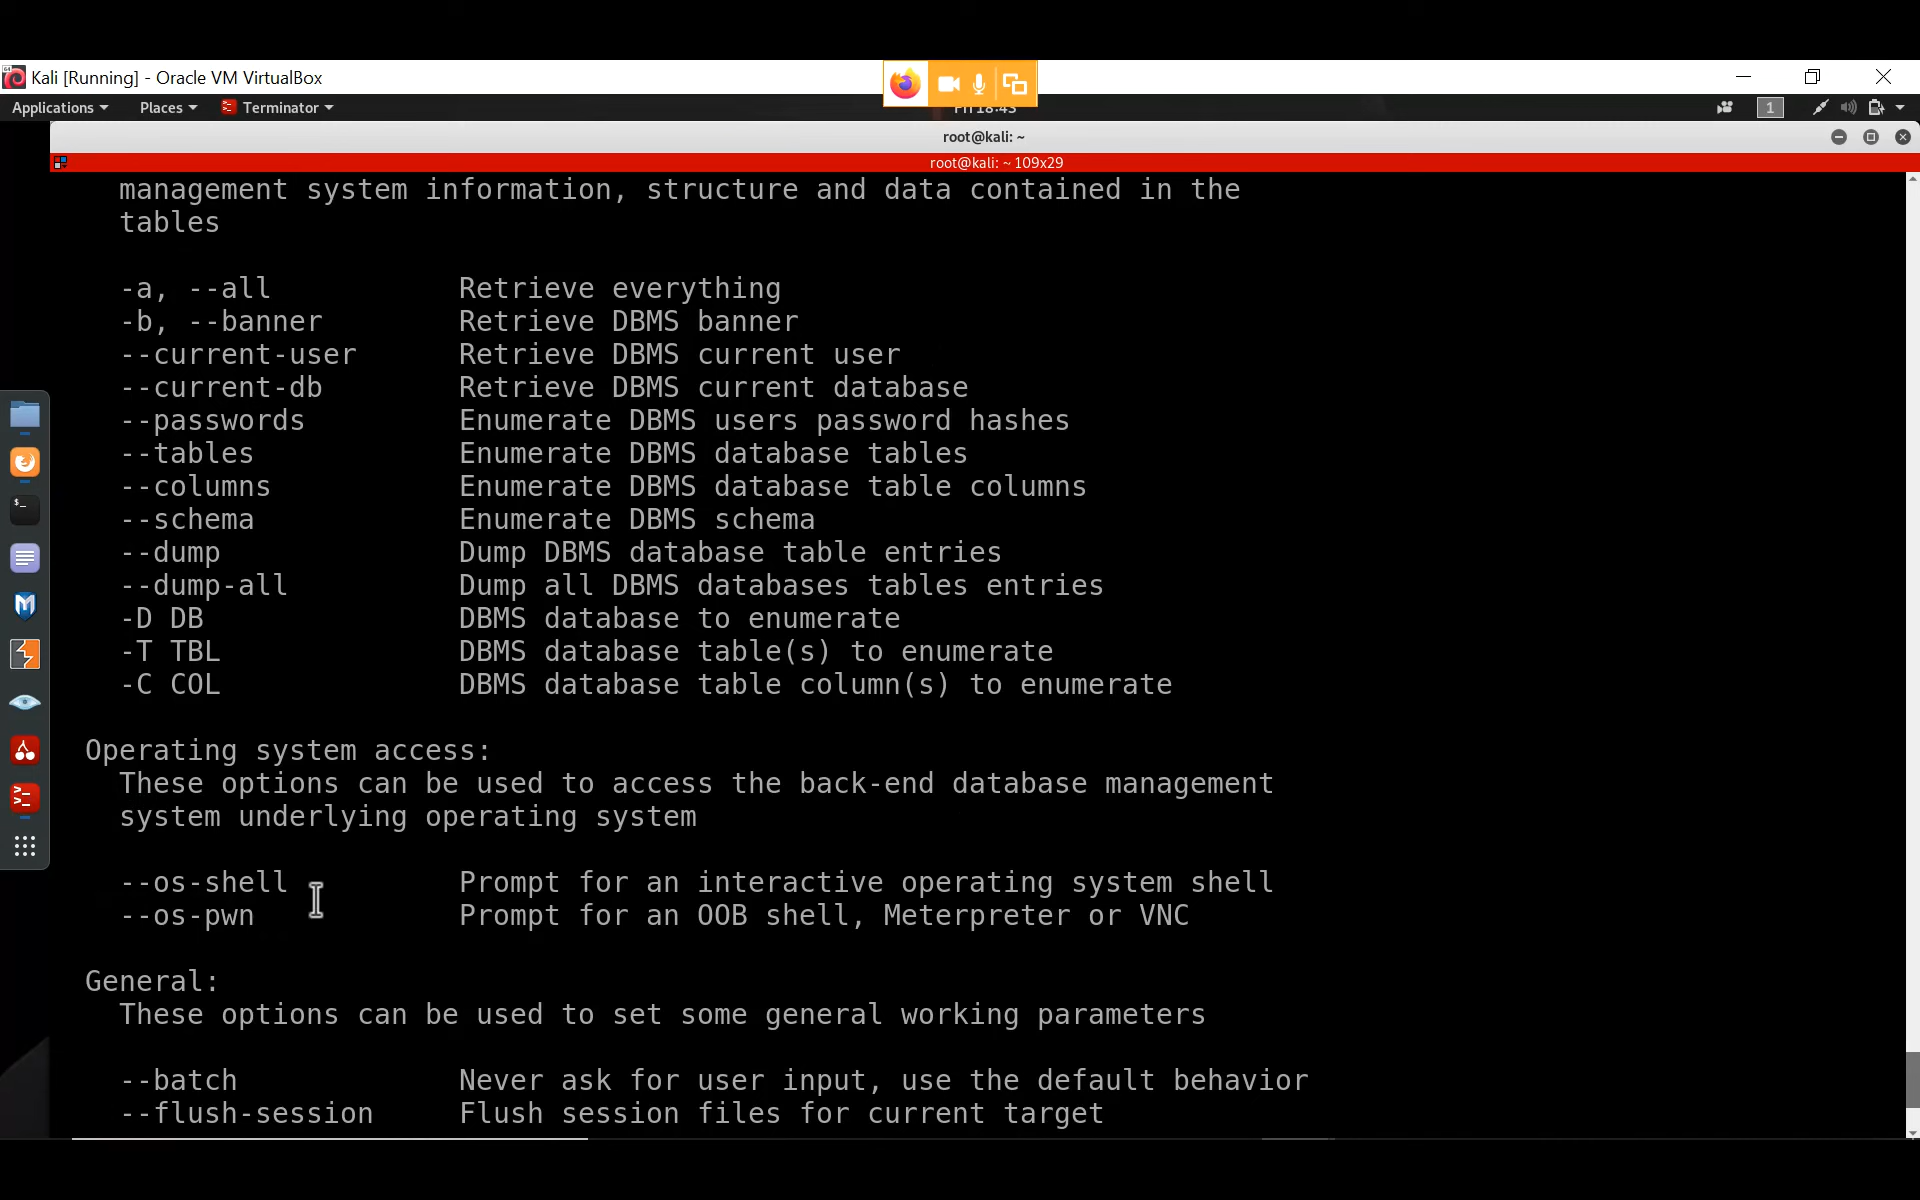 Kali [Running] - Oracle VM VirtualBox
Applications Places Terminator
1
root@kali: ~
root@kali: ~ 109x29
management system information, structure and data contained in the
tables
-a, --all Retrieve everything
-b, --banner Retrieve DBMS banner
--current-user Retrieve DBMS current user
--current-db Retrieve DBMS current database
--passwords Enumerate DBMS users password hashes
--tables Enumerate DBMS database tables
--columns Enumerate DBMS database table columns
--schema Enumerate DBMS schema
--dump Dump DBMS database table entries
--dump-all Dump all DBMS databases tables entries
-D DB DBMS database to enumerate
-T TBL DBMS database table(s) to enumerate
-C COL DBMS database table column(s) to enumerate
Operating system access:
These options can be used to access the back-end database management
system underlying operating system
--os-shell Prompt for an interactive operating system shell
--os-pwn Prompt for an OOB shell, Meterpreter or VNC
General:
These options can be used to set some general working parameters
--batch Never ask for user input, use the default behavior
--flush-session Flush session files for current target